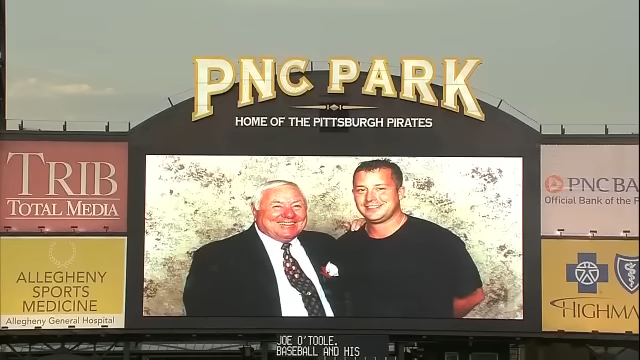 PNC PARK
HOME OF THE PITTSBURGH PIRATES
TRIB
TOTAL MEDIA
ALLEGHENY
SPORTS
MEDICINE
Allegheny General Hospital
PNC BA
Official Bank of the P
HIGHMA
JOE O'TOOLE.
BASEBALL AND HIS